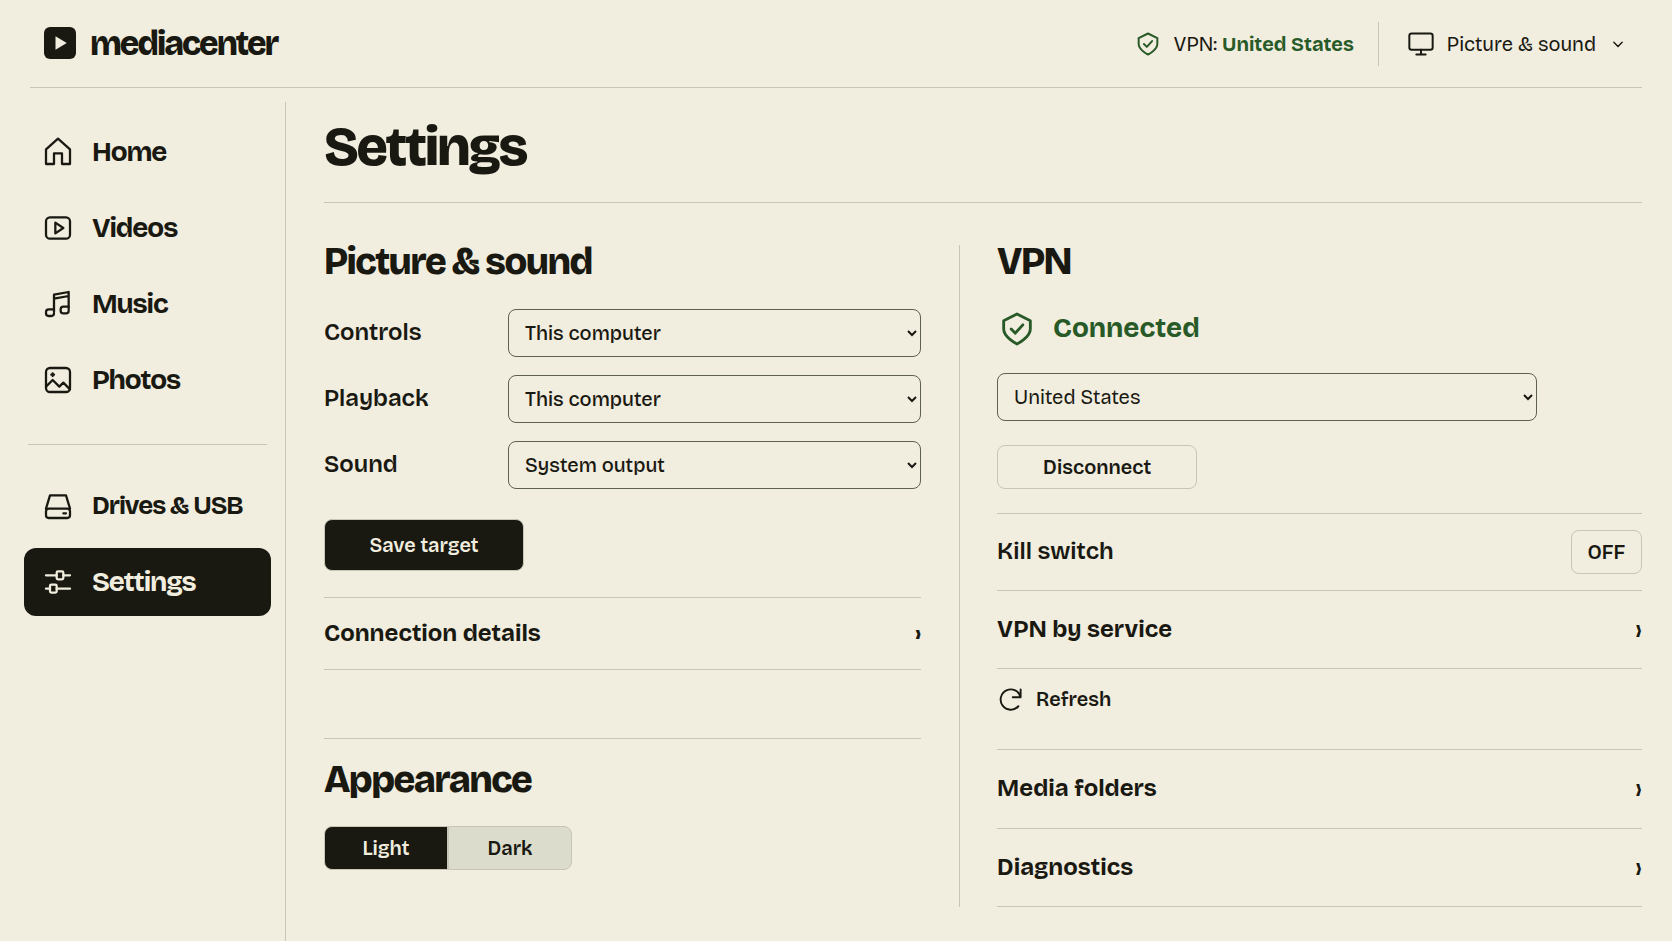 mediacenter
VPN: United States
Picture & sound
Home
Videos
Music
Photos
Drives & USB
Settings
Settings
Picture & sound
Controls
This computer
Playback
This computer
Sound
System output
Save target
Connection details
Appearance
Light
Dark
VPN
Connected
United States
Disconnect
Kill switch
OFF
VPN by service
Refresh
Media folders
Diagnostics